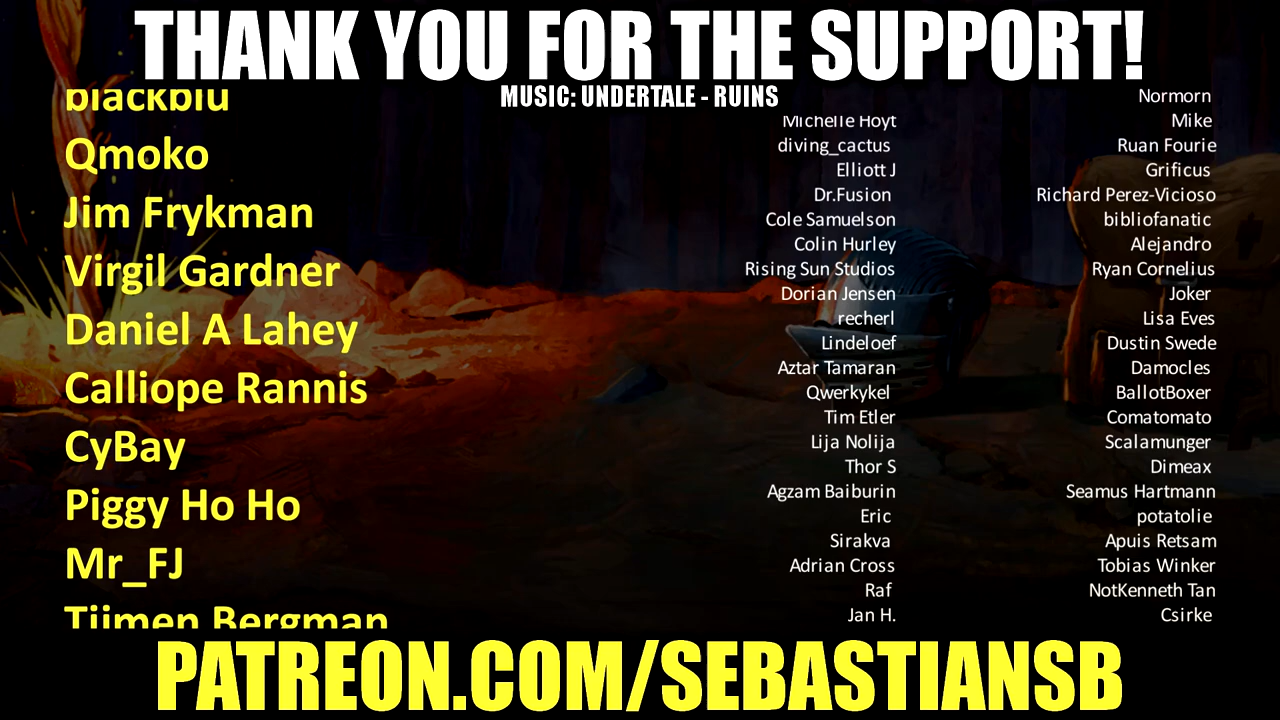 THANK YOU FOR THE SUPPORT!
MUSIC: UNDERTALE - RUINS
blackblu
Qmoko
Jim Frykman
Virgil Gardner
Daniel A Lahey
Calliope Rannis
CyBay
Piggy Ho Ho
Mr_FJ
Tijmen Bergman
Michelle Hoyt
diving_cactus
Elliott J
Dr.Fusion
Cole Samuelson
Colin Hurley
Rising Sun Studios
Dorian Jensen
recherl
Lindeloef
Aztar Tamaran
Qwerkykel
Tim Etler
Lija Nolija
Thor S
Agzam Baiburin
Eric
Sirakva
Adrian Cross
Raf
Jan H.
Normorn
Mike
Ruan Fourie
Grificus
Richard Perez-Vicioso
bibliofanatic
Alejandro
Ryan Cornelius
Joker
Lisa Eves
Dustin Swede
Damocles
BallotBoxer
Comatomato
Scalamunger
Dimeax
Seamus Hartmann
potatolie
Apuis Retsam
Tobias Winker
NotKenneth Tan
Csirke
PATREON.COM/SEBASTIANSB